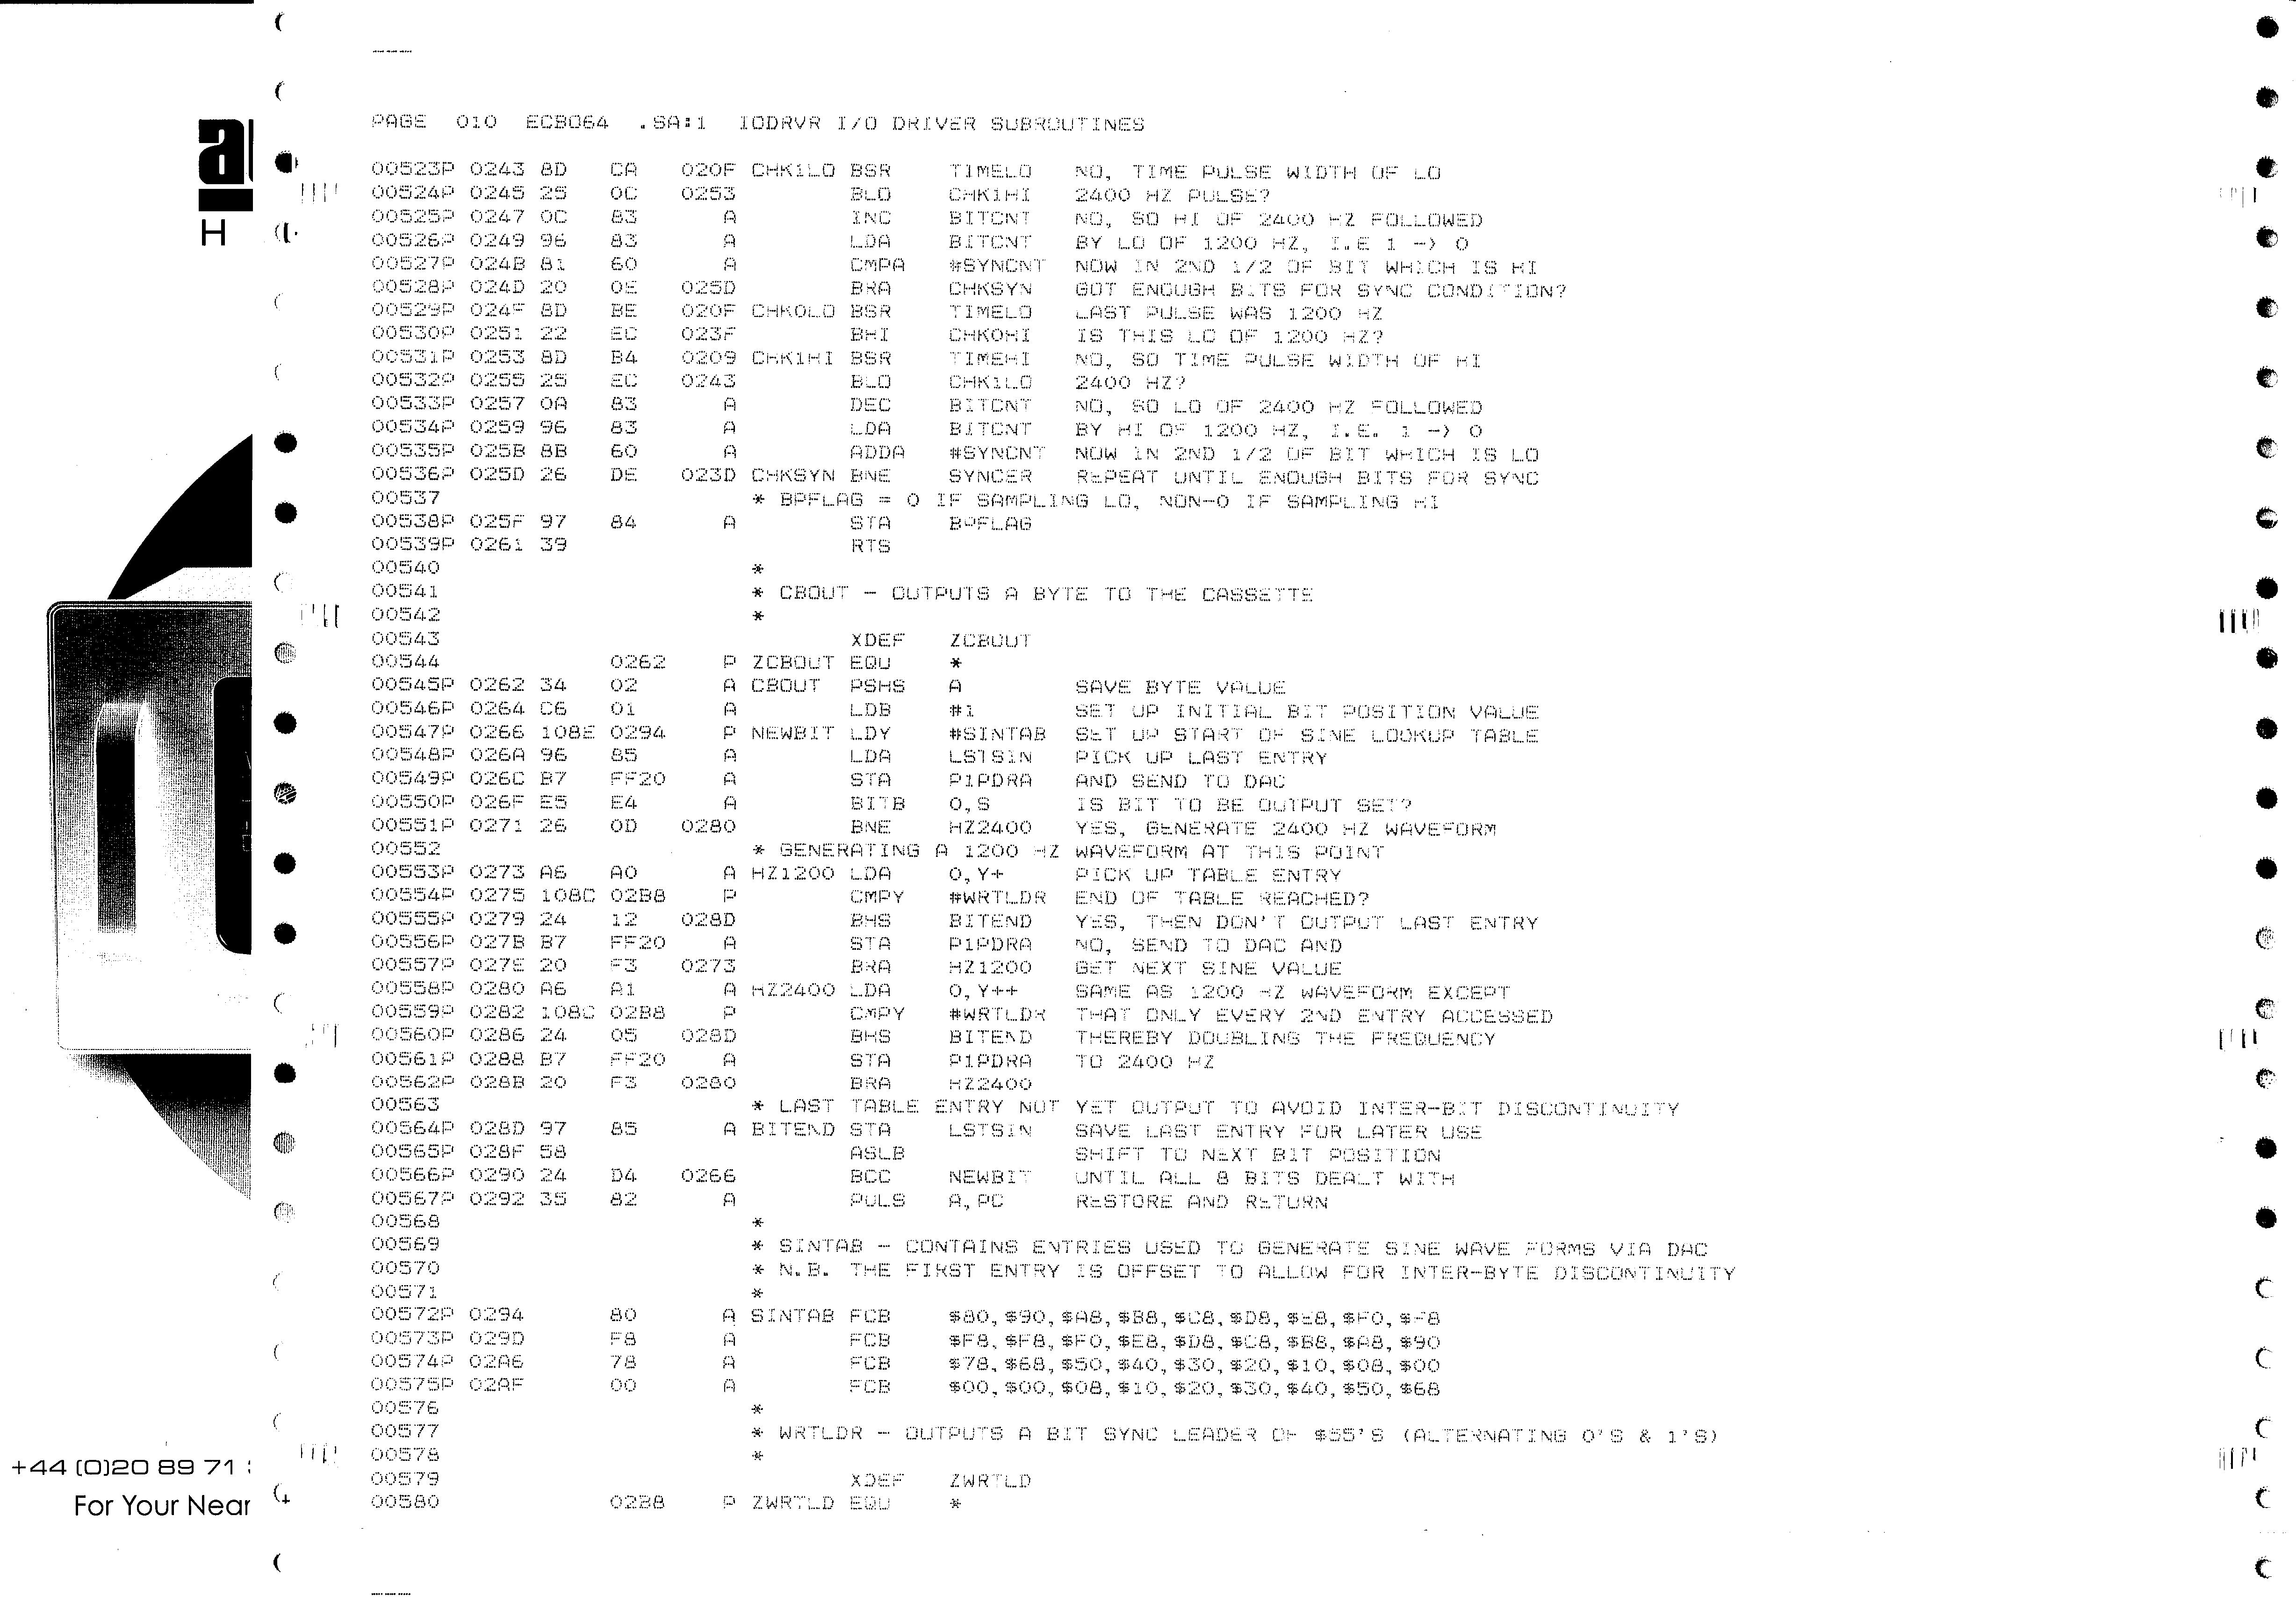 PAGE  010  ECB064  .SA:1  IODRVR I/O DRIVER SUBROUTINES
00523P 0243 8D   CA   020F CHK1LO BSR    TIMELO   NO, TIME PULSE WIDTH OF LO
00524P 0245 25   0C   0253        BLO    CHK1HI   2400 HZ PULSE?
00525P 0247 0C   83      A        INC    BITCNT   NO, SO HI OF 2400 HZ FOLLOWED
00526P 0249 96   83      A        LDA    BITCNT   BY LO OF 1200 HZ, I.E 1 -> 0
00527P 024B 81   60      A        CMPA   #SYNCNT  NOW IN 2ND 1/2 OF BIT WHICH IS HI
00528P 024D 20   0E   025D        BRA    CHKSYN   GOT ENOUGH BITS FOR SYNC CONDITION?
00529P 024F 8D   BE   020F CHK0LO BSR    TIMELO   LAST PULSE WAS 1200 HZ
00530P 0251 22   EC   023F        BHI    CHK0HI   IS THIS LO OF 1200 HZ?
00531P 0253 8D   B4   0209 CHK1HI BSR    TIMEHI   NO, SO TIME PULSE WIDTH OF HI
00532P 0255 25   EC   0243        BLO    CHK1LO   2400 HZ?
00533P 0257 0A   83      A        DEC    BITCNT   NO, SO LO OF 2400 HZ FOLLOWED
00534P 0259 96   83      A        LDA    BITCNT   BY HI OF 1200 HZ, I.E. 1 -> 0
00535P 025B 8B   60      A        ADDA   #SYNCNT  NOW IN 2ND 1/2 OF BIT WHICH IS LO
00536P 025D 26   DE   023D CHKSYN BNE    SYNCER   REPEAT UNTIL ENOUGH BITS FOR SYNC
00537                      * BPFLAG = 0 IF SAMPLING LO, NON-0 IF SAMPLING HI
00538P 025F 97   84      A        STA    BPFLAG
00539P 0261 39                    RTS
00540                      *
00541                      * CBOUT - OUTPUTS A BYTE TO THE CASSETTE
00542                      *
00543                             XDEF   ZCBOUT
00544            0262    P ZCBOUT EQU    *
00545P 0262 34   02      A CBOUT  PSHS   A        SAVE BYTE VALUE
00546P 0264 C6   01      A        LDB    #1       SET UP INITIAL BIT POSITION VALUE
00547P 0266 108E 0294    P NEWBIT LDY    #SINTAB  SET UP START OF SINE LOOKUP TABLE
00548P 026A 96   85      A        LDA    LSTSIN   PICK UP LAST ENTRY
00549P 026C B7   FF20    A        STA    P1PDRA   AND SEND TO DAC
00550P 026F E5   E4      A        BITB   0,S      IS BIT TO BE OUTPUT SET?
00551P 0271 26   0D   0280        BNE    HZ2400   YES, GENERATE 2400 HZ WAVEFORM
00552                      * GENERATING A 1200 HZ WAVEFORM AT THIS POINT
00553P 0273 A6   A0      A HZ1200 LDA    0,Y+     PICK UP TABLE ENTRY
00554P 0275 108C 02B8    P        CMPY   #WRTLDR  END OF TABLE REACHED?
00555P 0279 24   12   028D        BHS    BITEND   YES, THEN DON'T OUTPUT LAST ENTRY
00556P 027B B7   FF20    A        STA    P1PDRA   NO, SEND TO DAC AND
00557P 027E 20   F3   0273        BRA    HZ1200   GET NEXT SINE VALUE
00558P 0280 A6   A1      A HZ2400 LDA    0,Y++    SAME AS 1200 HZ WAVEFORM EXCEPT
00559P 0282 108C 02B8    P        CMPY   #WRTLDR  THAT ONLY EVERY 2ND ENTRY ACCESSED
00560P 0286 24   05   028D        BHS    BITEND   THEREBY DOUBLING THE FREQUENCY
00561P 0288 B7   FF20    A        STA    P1PDRA   TO 2400 HZ
00562P 028B 20   F3   0280        BRA    HZ2400
00563                      * LAST TABLE ENTRY NOT YET OUTPUT TO AVOID INTER-BIT DISCONTINUITY
00564P 028D 97   85      A BITEND STA    LSTSIN   SAVE LAST ENTRY FOR LATER USE
00565P 028F 58                    ASLB            SHIFT TO NEXT BIT POSITION
00566P 0290 24   D4   0266        BCC    NEWBIT   UNTIL ALL 8 BITS DEALT WITH
00567P 0292 35   82      A        PULS   A,PC     RESTORE AND RETURN
00568                      *
00569                      * SINTAB - CONTAINS ENTRIES USED TO GENERATE SINE WAVE FORMS VIA DAC
00570                      * N.B. THE FIRST ENTRY IS OFFSET TO ALLOW FOR INTER-BYTE DISCONTINUITY
00571                      *
00572P 0294      80      A SINTAB FCB    $80,$90,$A8,$B8,$C8,$D8,$E8,$F0,$F8
00573P 029D      F8      A        FCB    $F8,$F8,$F0,$E8,$D8,$C8,$B8,$A8,$90
00574P 02A6      78      A        FCB    $78,$68,$50,$40,$30,$20,$10,$08,$00
00575P 02AF      00      A        FCB    $00,$00,$08,$10,$20,$30,$40,$50,$68
00576                      *
00577                      * WRTLDR - OUTPUTS A BIT SYNC LEADER OF $55'S (ALTERNATING 0'S & 1'S)
00578                      *
00579                             XDEF   ZWRTLD
00580            02B8    P ZWRTLD EQU    *
a
H
+44 (0)20 89 71
For Your Near